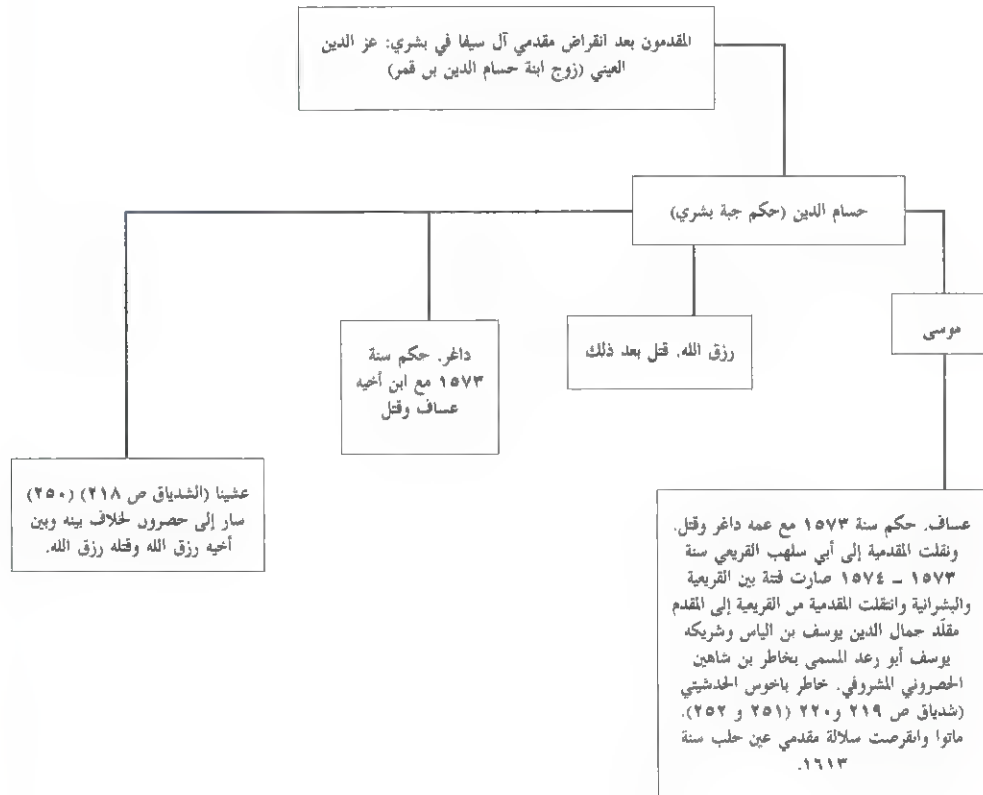 المقدمون بعد انقراض مقدمي آل سيفا في بشري: عز الدين
العيني (زوج ابنة حسام الدين بن قمر)
حسام الدين (حكم جبة بشري)
موسى
رزق الله. قتل بعد ذلك
داغر. حكم سنة
١٥٧٣ مع ابن أخيه
عساف وقتل
عشينا (الشدياق ص ٢١٨) (٢٥٠)
سار إلى حصرون لخلاف بينه وبين
أخيه رزق الله وقتله رزق الله.
عساف. حكم سنة ١٥٧٣ مع عمه داغر وقتل.
ونقلت المقدمية إلى أبي سلهب القريعي سنة
١٥٧٣ – ١٥٧٤ صارت فتنة بين القريعية
والبشرانية وانتقلت المقدمية من القريعية إلى المقدم
مقلّد جمال الدين يوسف بن الياس وشريكه
يوسف أبو رعد المسمى بخاطر بن شاهين
الحصروني المشروفي. خاطر باخوس الحدشيتي
(شدياق ص ٢١٩ و٢٢٠ (٢٥١ و ٢٥٢).
ماتوا وانقرصت سلالة مقدمي عين حلب سنة
١٦١٣.